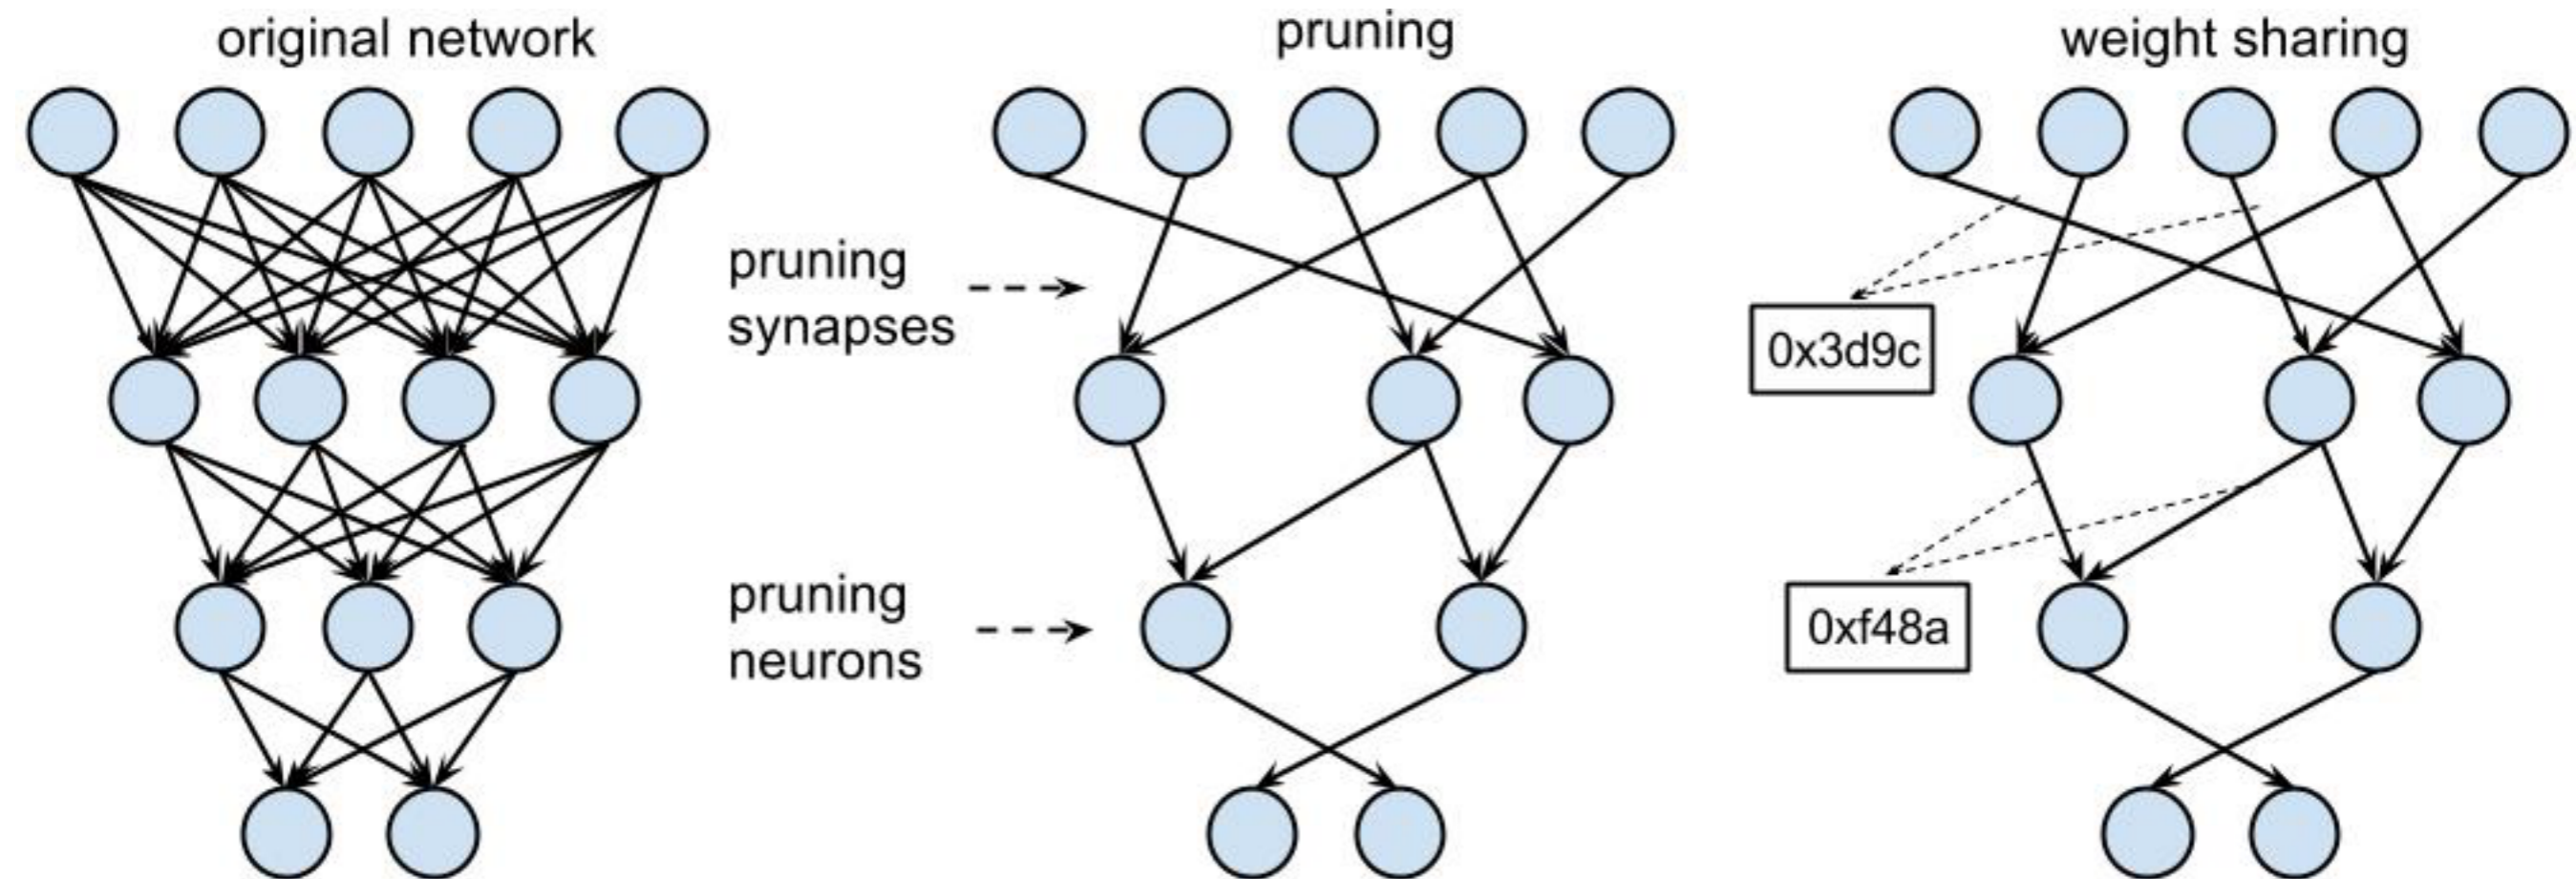 original network
pruning
weight sharing
pruning
synapses
0x3d9c
pruning
neurons
0xf48a